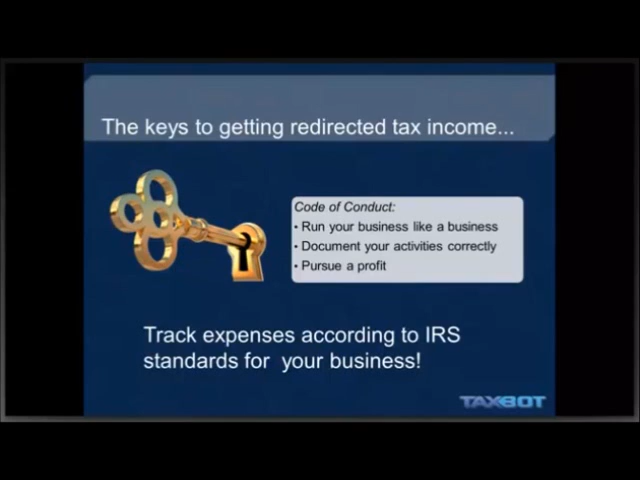 The keys to getting redirected tax income...
Code of Conduct:
• Run your business like a business
• Document your activities correctly
• Pursue a profit
Track expenses according to IRS
standards for  your business!
TAXBOT